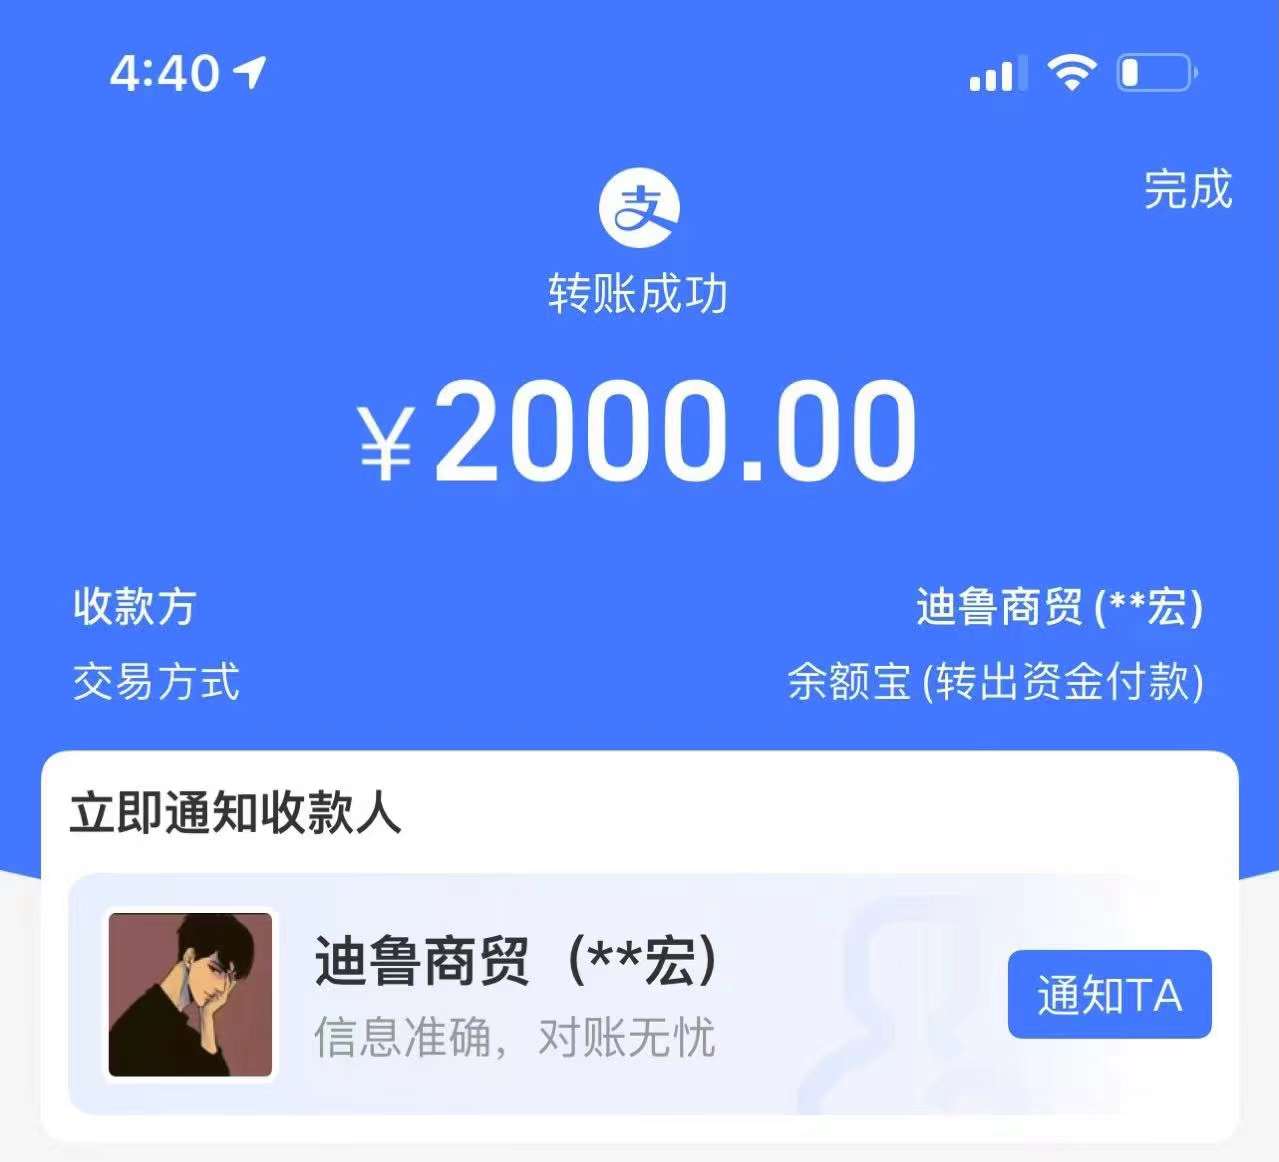 4:40
完成
支
转账成功
¥2000.00
收款方 迪鲁商贸(**宏)
交易方式 余额宝(转出资金付款)
立即通知收款人
迪鲁商贸（**宏）
信息准确，对账无忧
通知TA